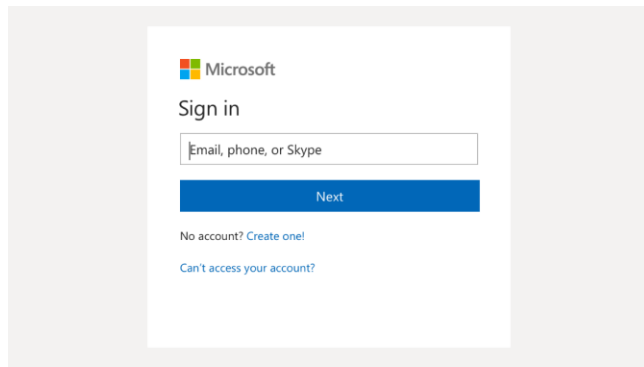 Microsoft
Sign in
Email, phone, or Skype
Next
No account? Create one!
Can't access your account?